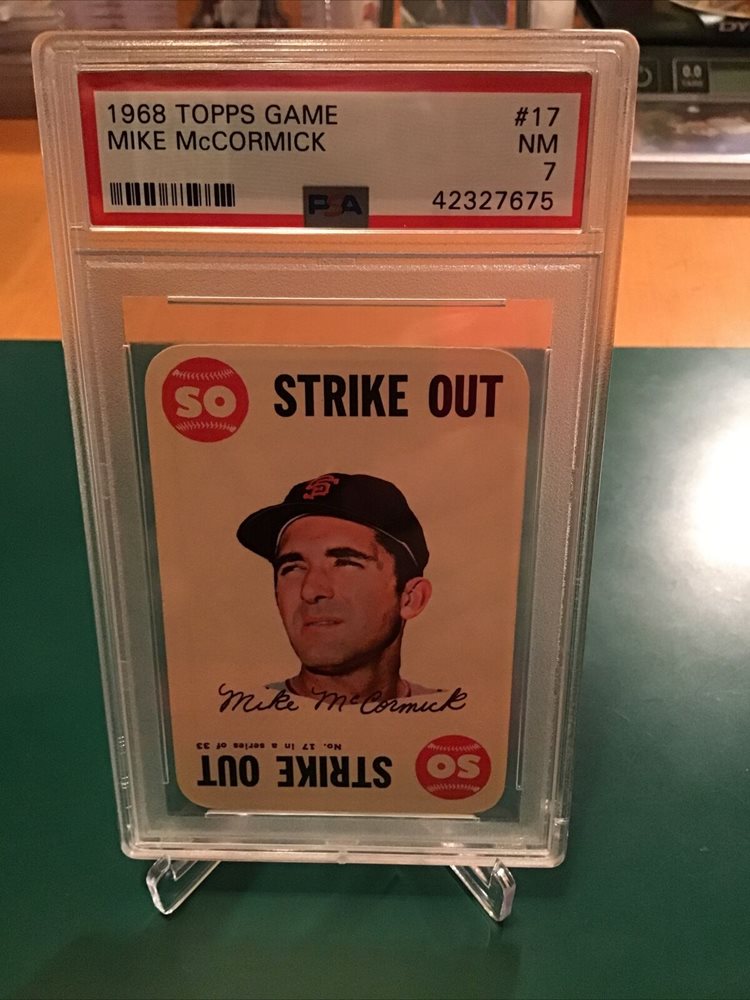 1968 TOPPS GAME #17
MIKE McCORMICK NM
7
PSA 42327675
SO STRIKE OUT
SF
Mike McCormick
No. 17 in a series of 33
STRIKE OUT SO